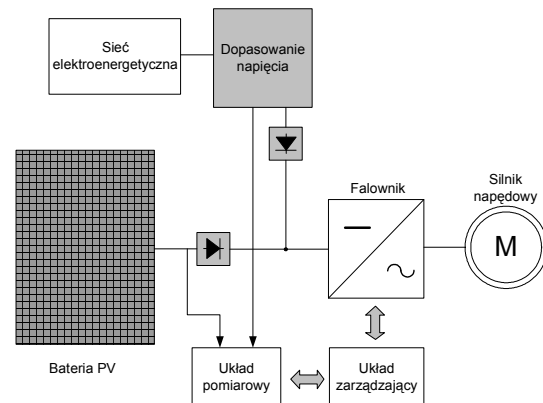 Sieć
elektroenergetyczna
Dopasowanie
napięcia
Falownik
Silnik
napędowy
M
Bateria PV
Układ
pomiarowy
Układ
zarządzający